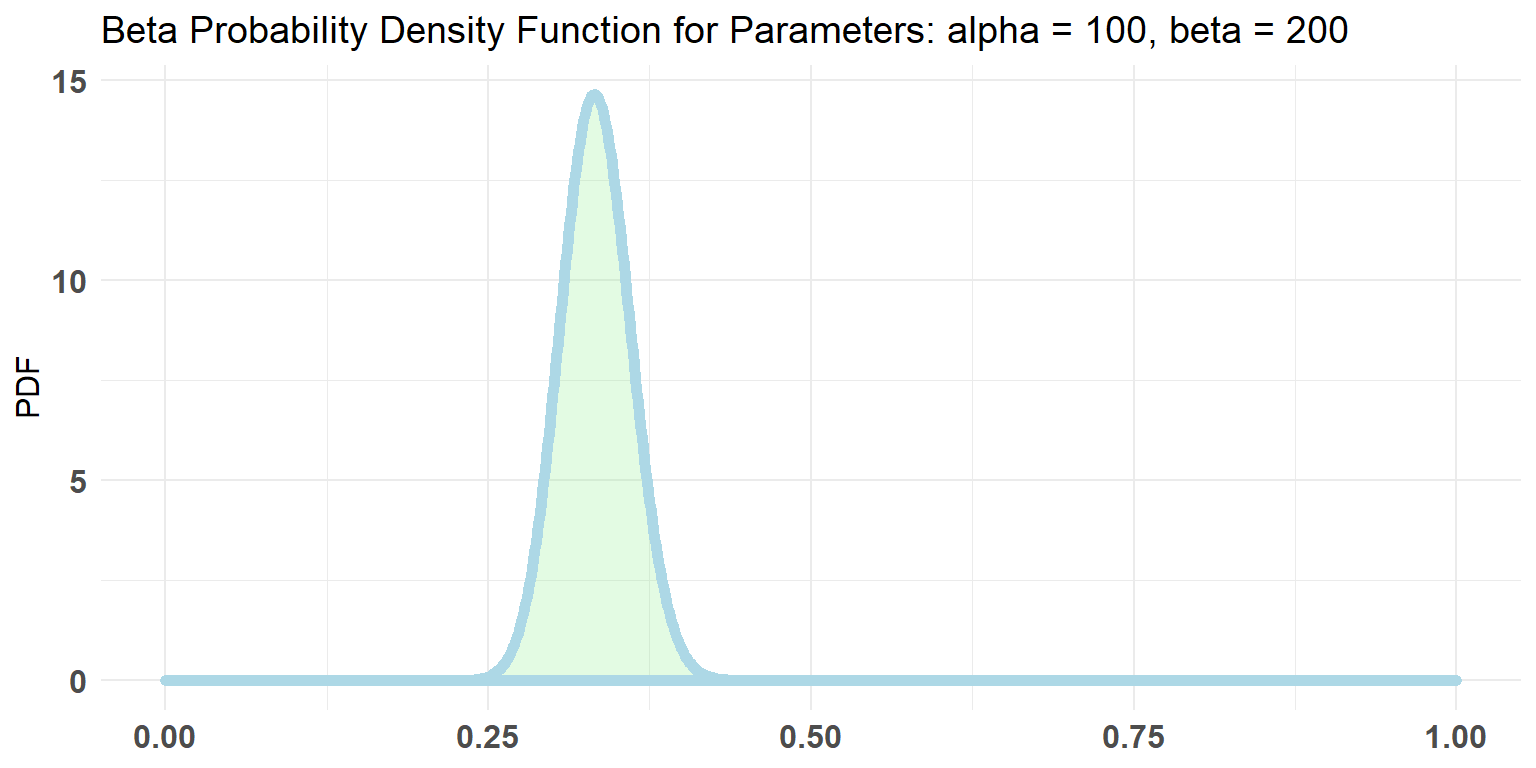 Beta Probability Density Function for Parameters: alpha = 100, beta = 200
15
10
5
0
PDF
0.00 0.25 0.50 0.75 1.00